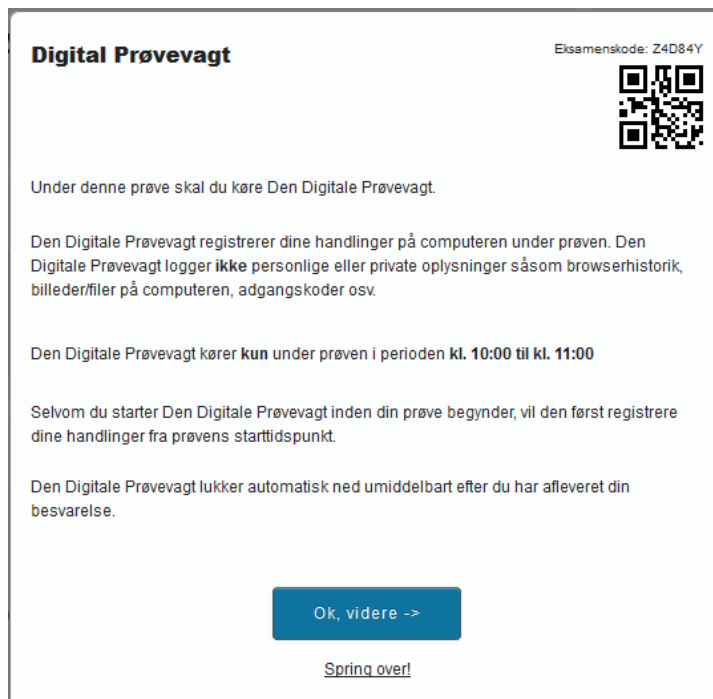 Digital Prøvevagt
Eksamenskode: Z4D84Y
Under denne prøve skal du køre Den Digitale Prøvevagt.
Den Digitale Prøvevagt registrerer dine handlinger på computeren under prøven. Den
Digitale Prøvevagt logger ikke personlige eller private oplysninger såsom browserhistorik,
billeder/filer på computeren, adgangskoder osv.
Den Digitale Prøvevagt kører kun under prøven i perioden kl. 10:00 til kl. 11:00
Selvom du starter Den Digitale Prøvevagt inden din prøve begynder, vil den først registrere
dine handlinger fra prøvens starttidspunkt.
Den Digitale Prøvevagt lukker automatisk ned umiddelbart efter du har afleveret din
besvarelse.
Ok, videre ->
Spring over!